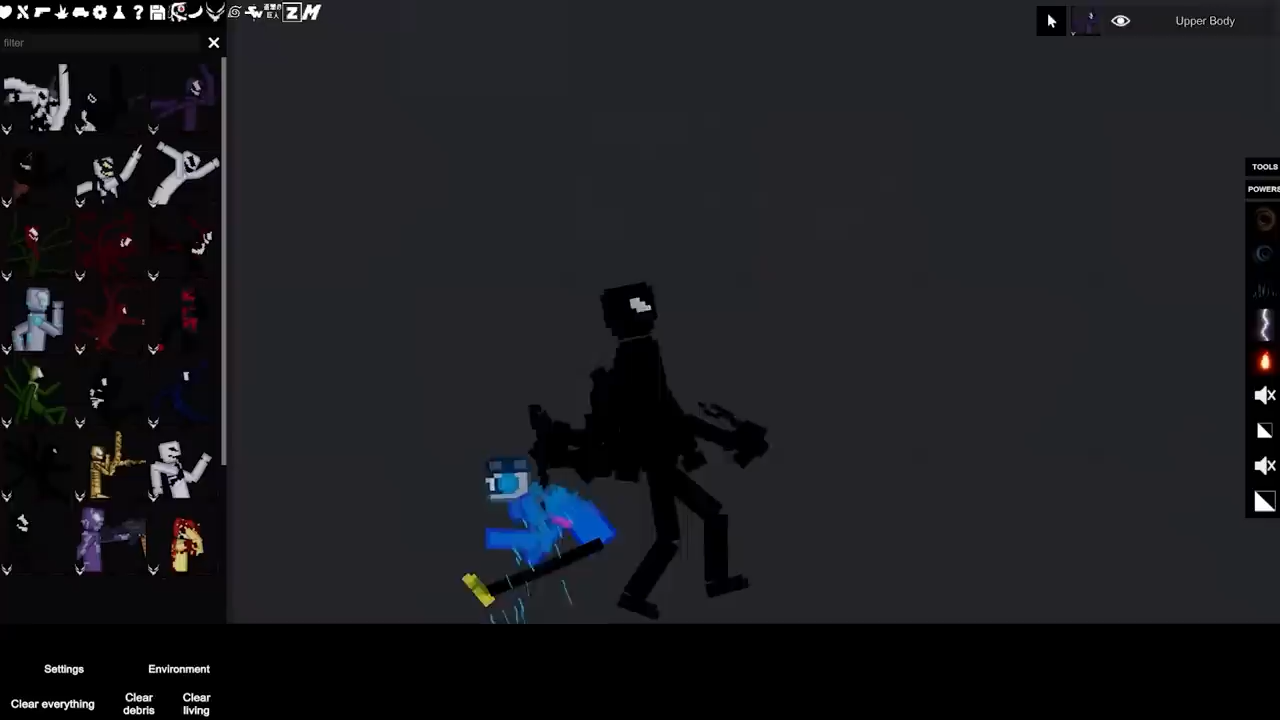 filter
Upper Body
TOOLS
POWERS
Settings
Environment
Clear everything
Clear debris
Clear living